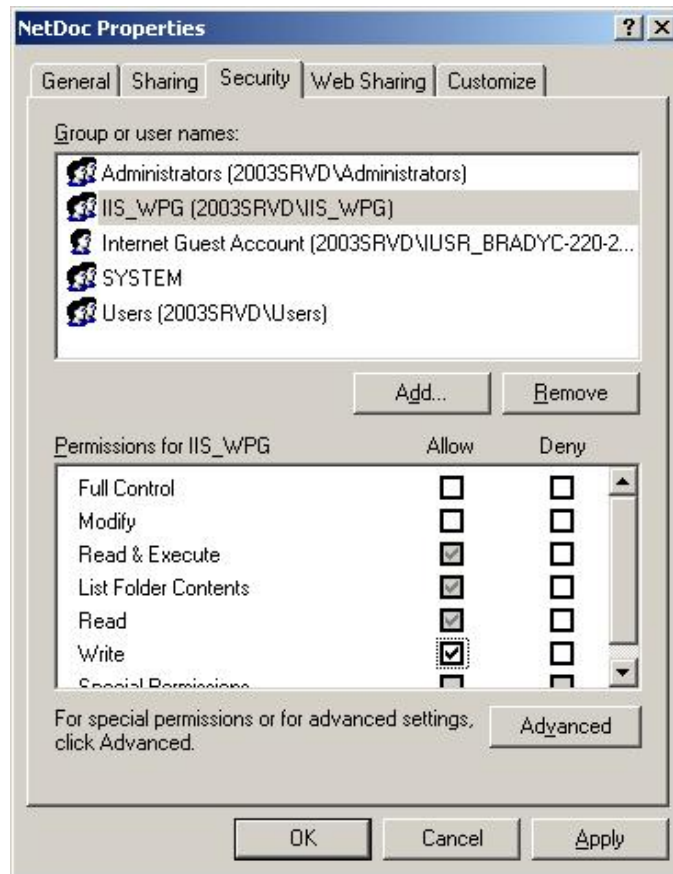 NetDoc Properties
General Sharing Security Web Sharing Customize
Group or user names:
Administrators (2003SRVD\Administrators)
IIS_WPG (2003SRVD\IIS_WPG)
Internet Guest Account (2003SRVD\IUSR_BRADYC-220-2...
SYSTEM
Users (2003SRVD\Users)
Add... Remove
Permissions for IIS_WPG Allow Deny
Full Control
Modify
Read & Execute
List Folder Contents
Read
Write
Special Permissions
For special permissions or for advanced settings,
click Advanced.
Advanced
OK Cancel Apply